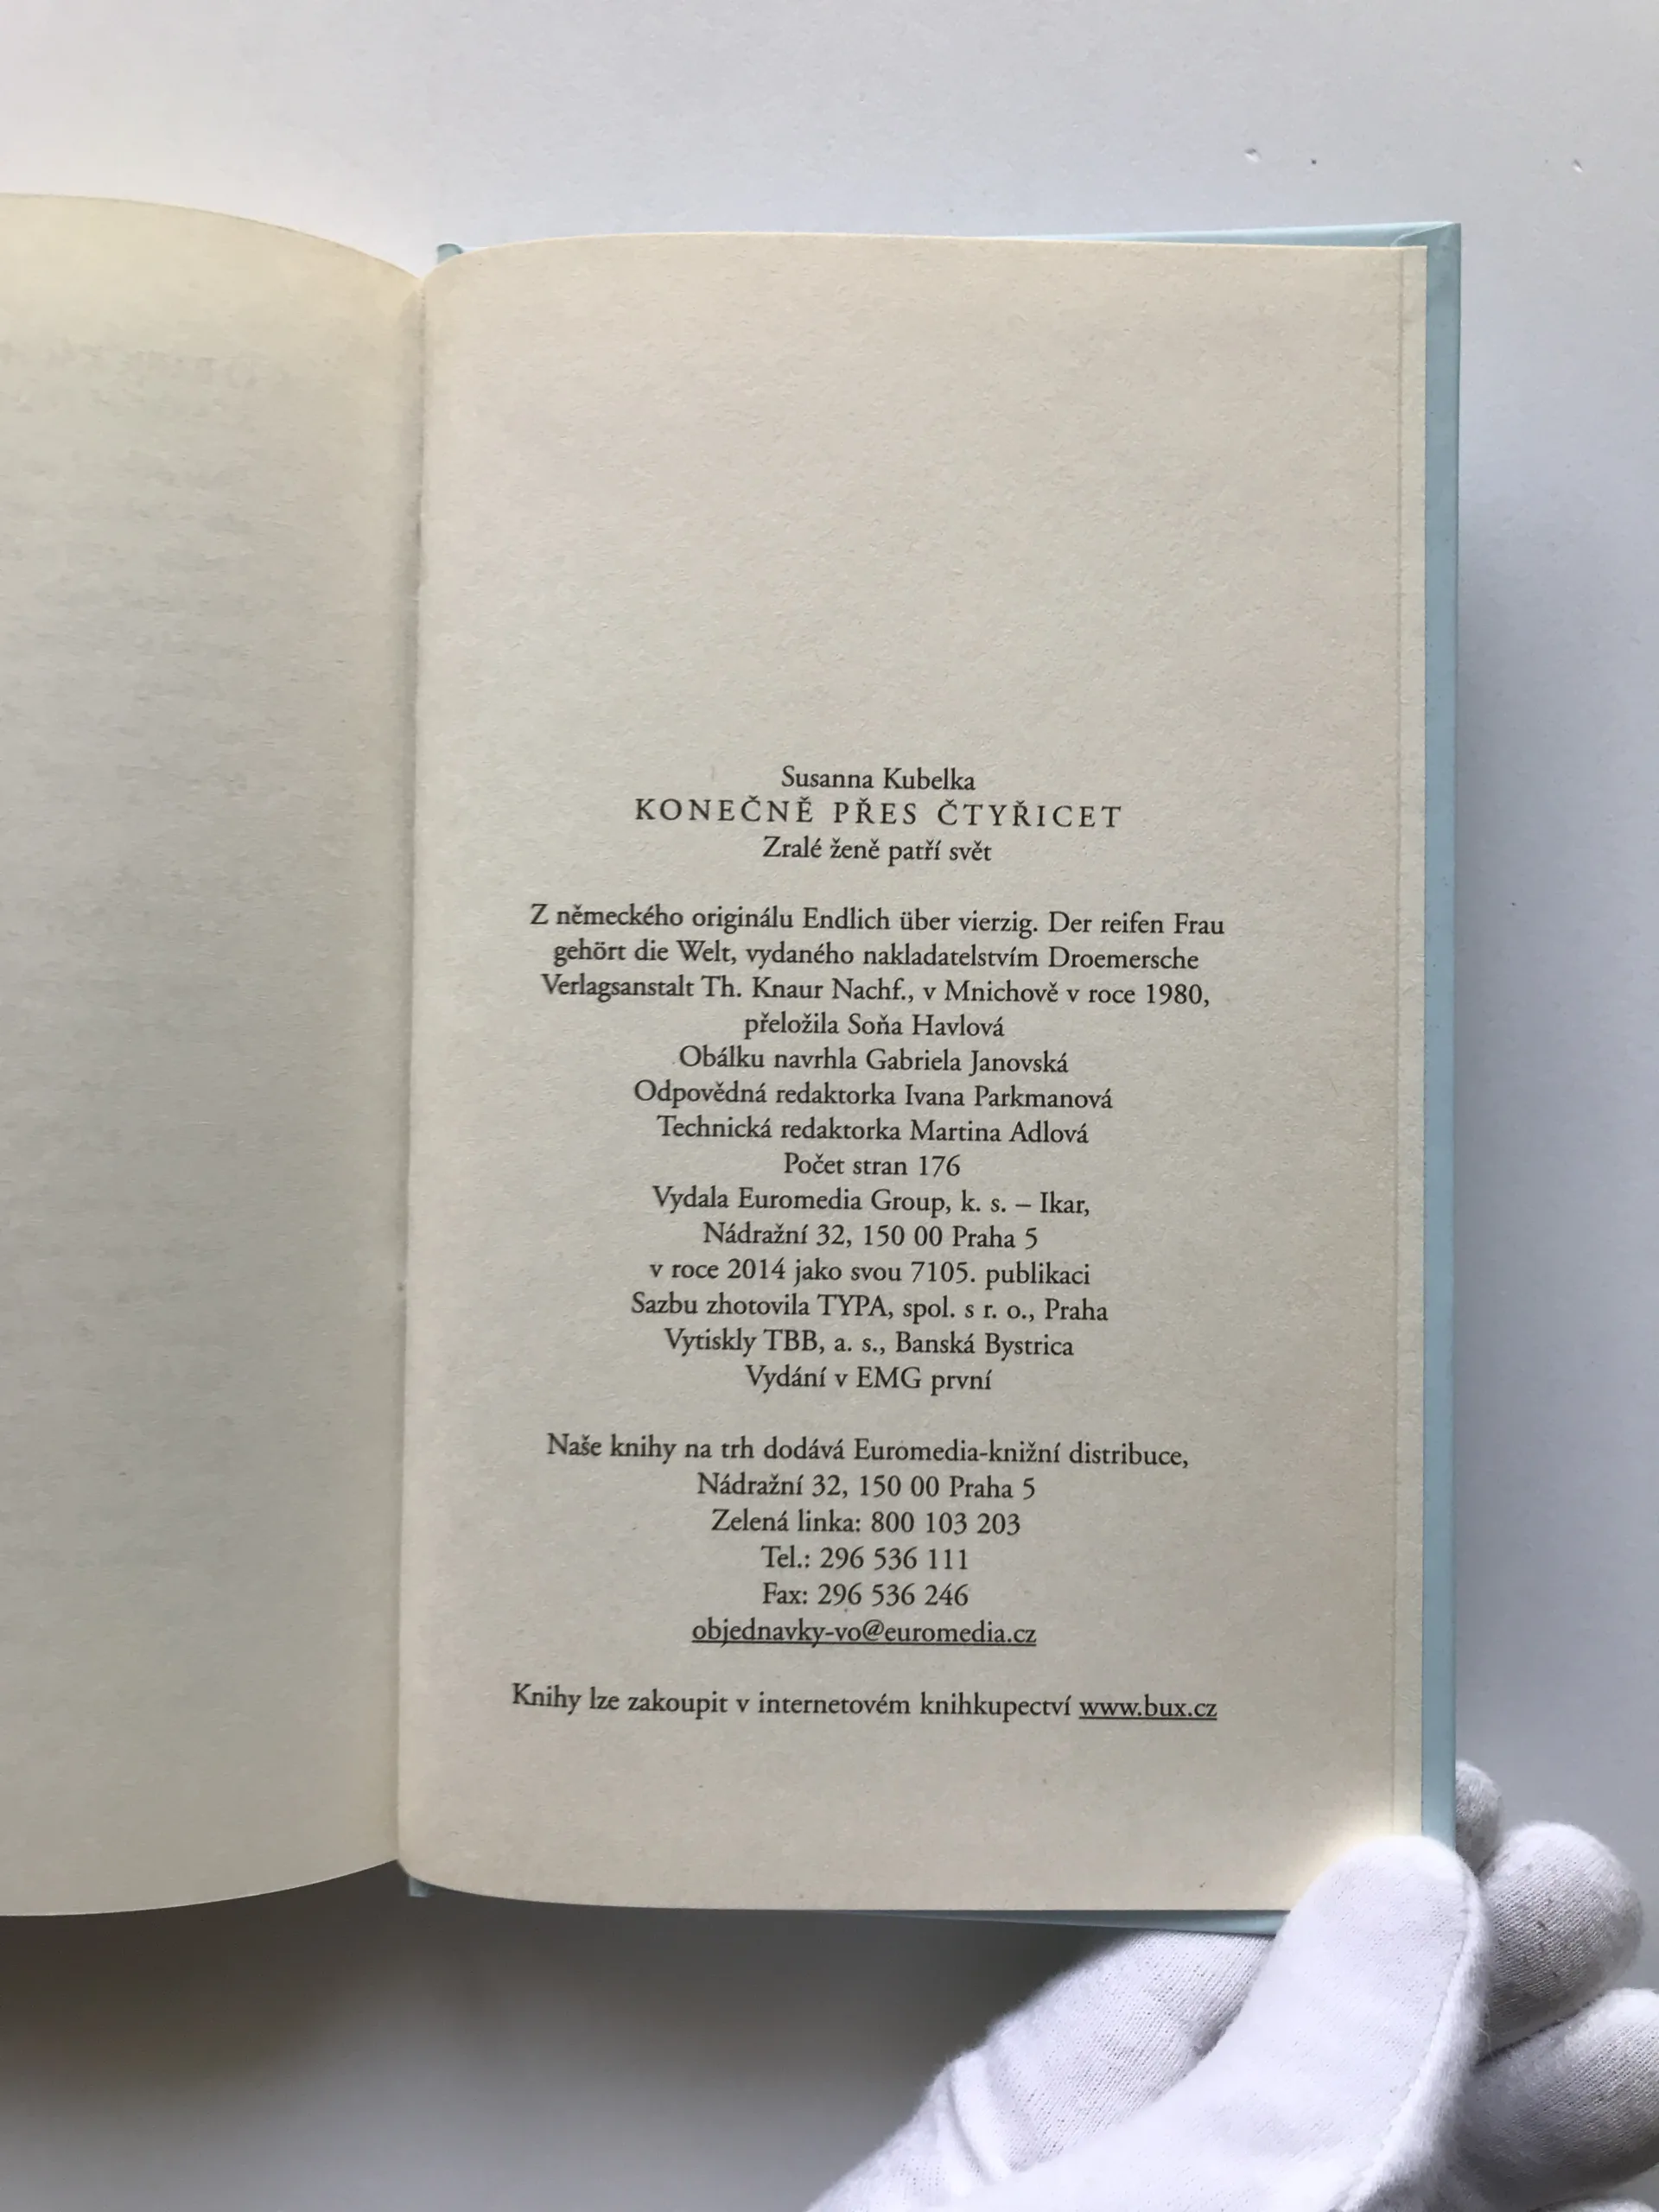 Susanna Kubelka
KONEČNĚ PŘES ČTYŘICET
Zralé ženě patří svět
Z německého originálu Endlich über vierzig. Der reifen Frau
gehört die Welt, vydaného nakladatelstvím Droemersche
Verlagsanstalt Th. Knaur Nachf., v Mnichově v roce 1980,
přeložila Soňa Havlová
Obálku navrhla Gabriela Janovská
Odpovědná redaktorka Ivana Parkmanová
Technická redaktorka Martina Adlová
Počet stran 176
Vydala Euromedia Group, k. s. – Ikar,
Nádražní 32, 150 00 Praha 5
v roce 2014 jako svou 7105. publikaci
Sazbu zhotovila TYPA, spol. s r. o., Praha
Vytiskly TBB, a. s., Banská Bystrica
Vydání v EMG první
Naše knihy na trh dodává Euromedia-knižní distribuce,
Nádražní 32, 150 00 Praha 5
Zelená linka: 800 103 203
Tel.: 296 536 111
Fax: 296 536 246
objednavky-vo@euromedia.cz
Knihy lze zakoupit v internetovém knihkupectví www.bux.cz